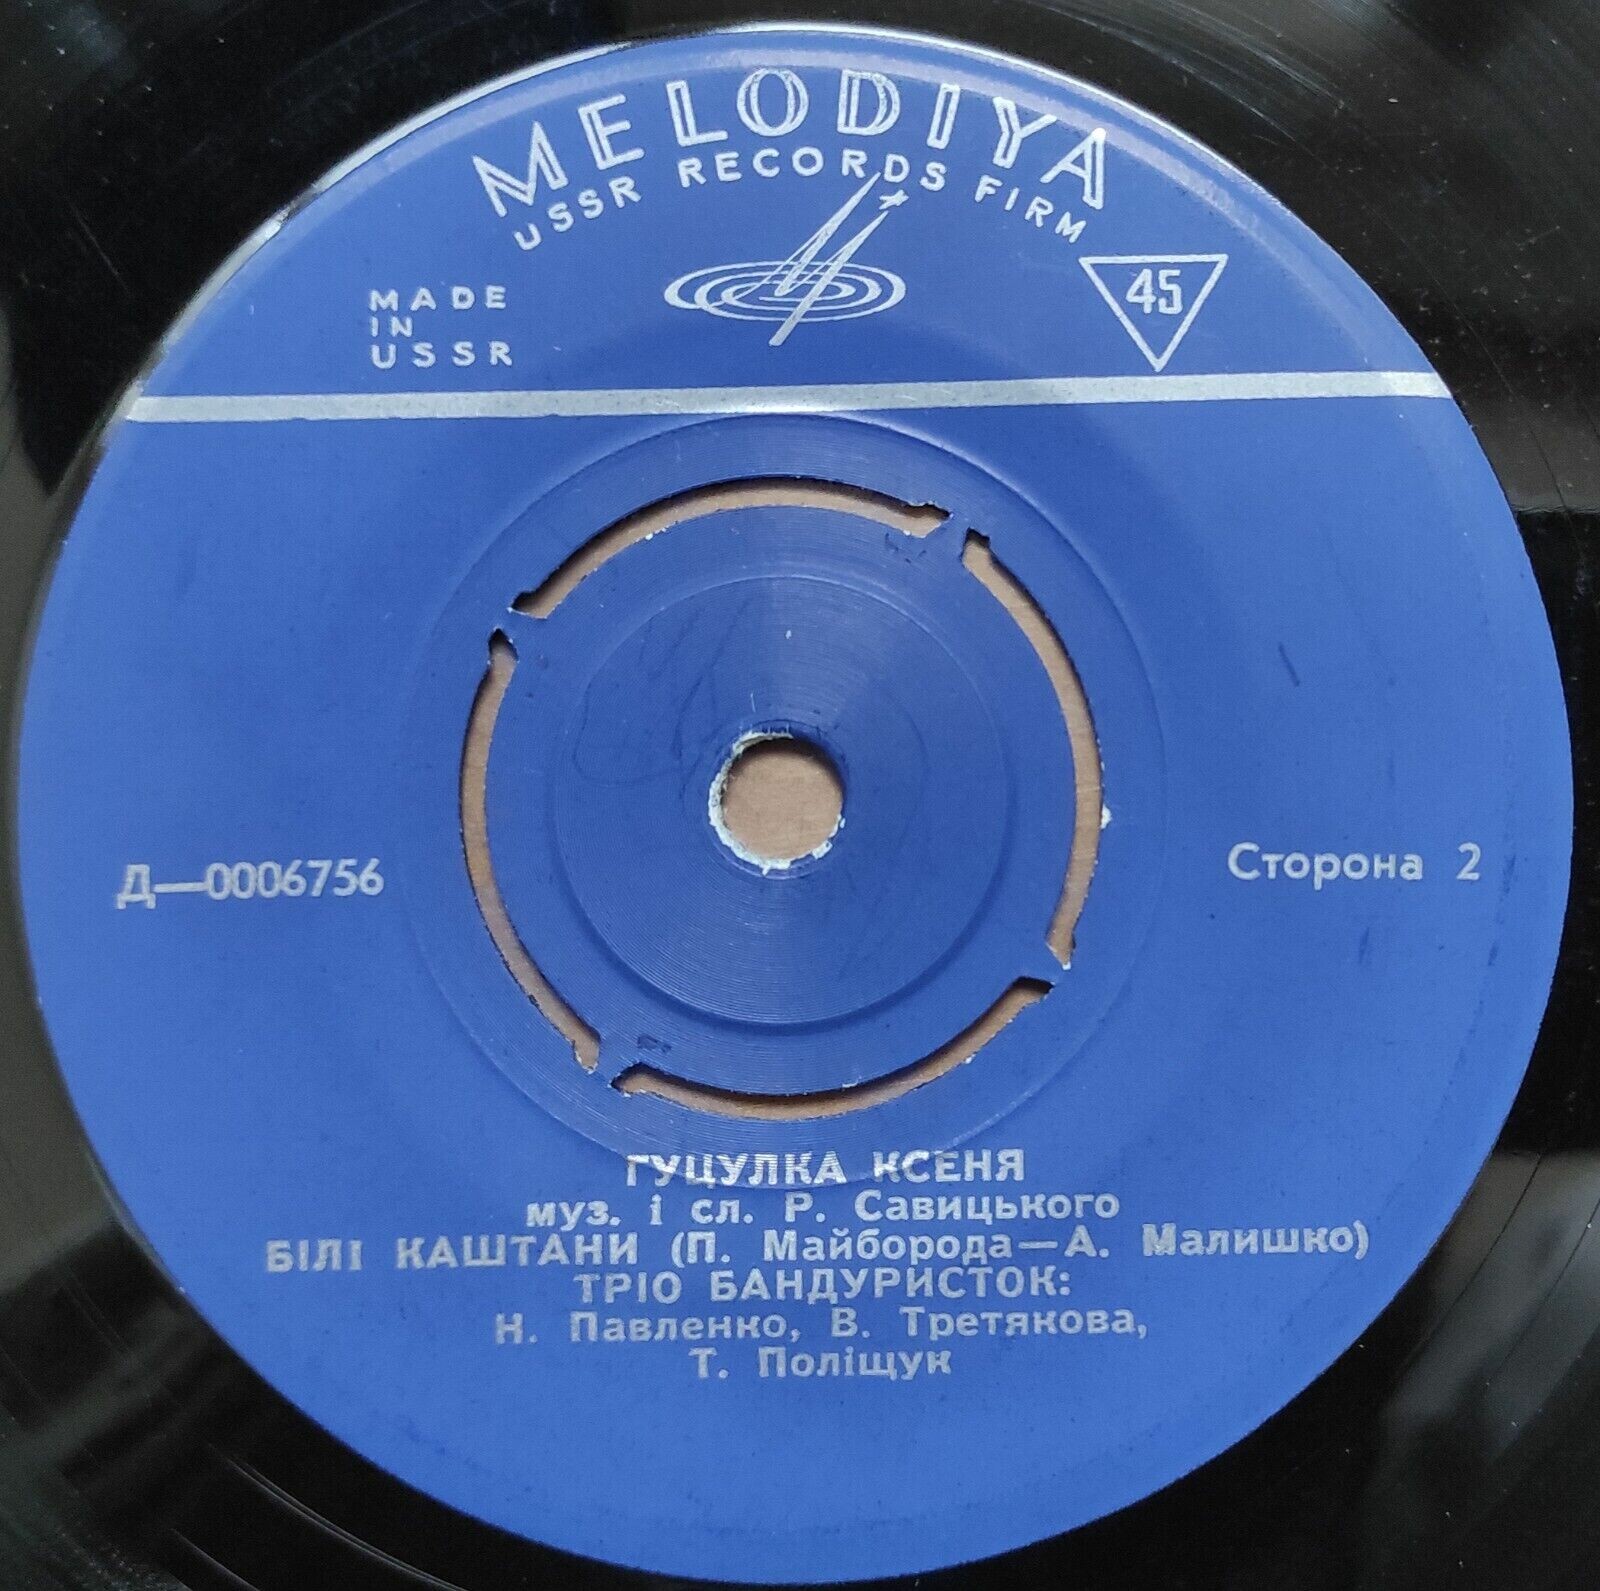 MELODIYA
USSR RECORDS FIRM
MADE
IN
USSR
45
Д—0006756
Сторона 2
ГУЦУЛКА КСЕНЯ
муз. і сл. Р. Савицького
БІЛІ КАШТАНИ (П. Майборода—А. Малишко)
ТРІО БАНДУРИСТОК:
Н. Павленко, В. Третякова,
Т. Поліщук